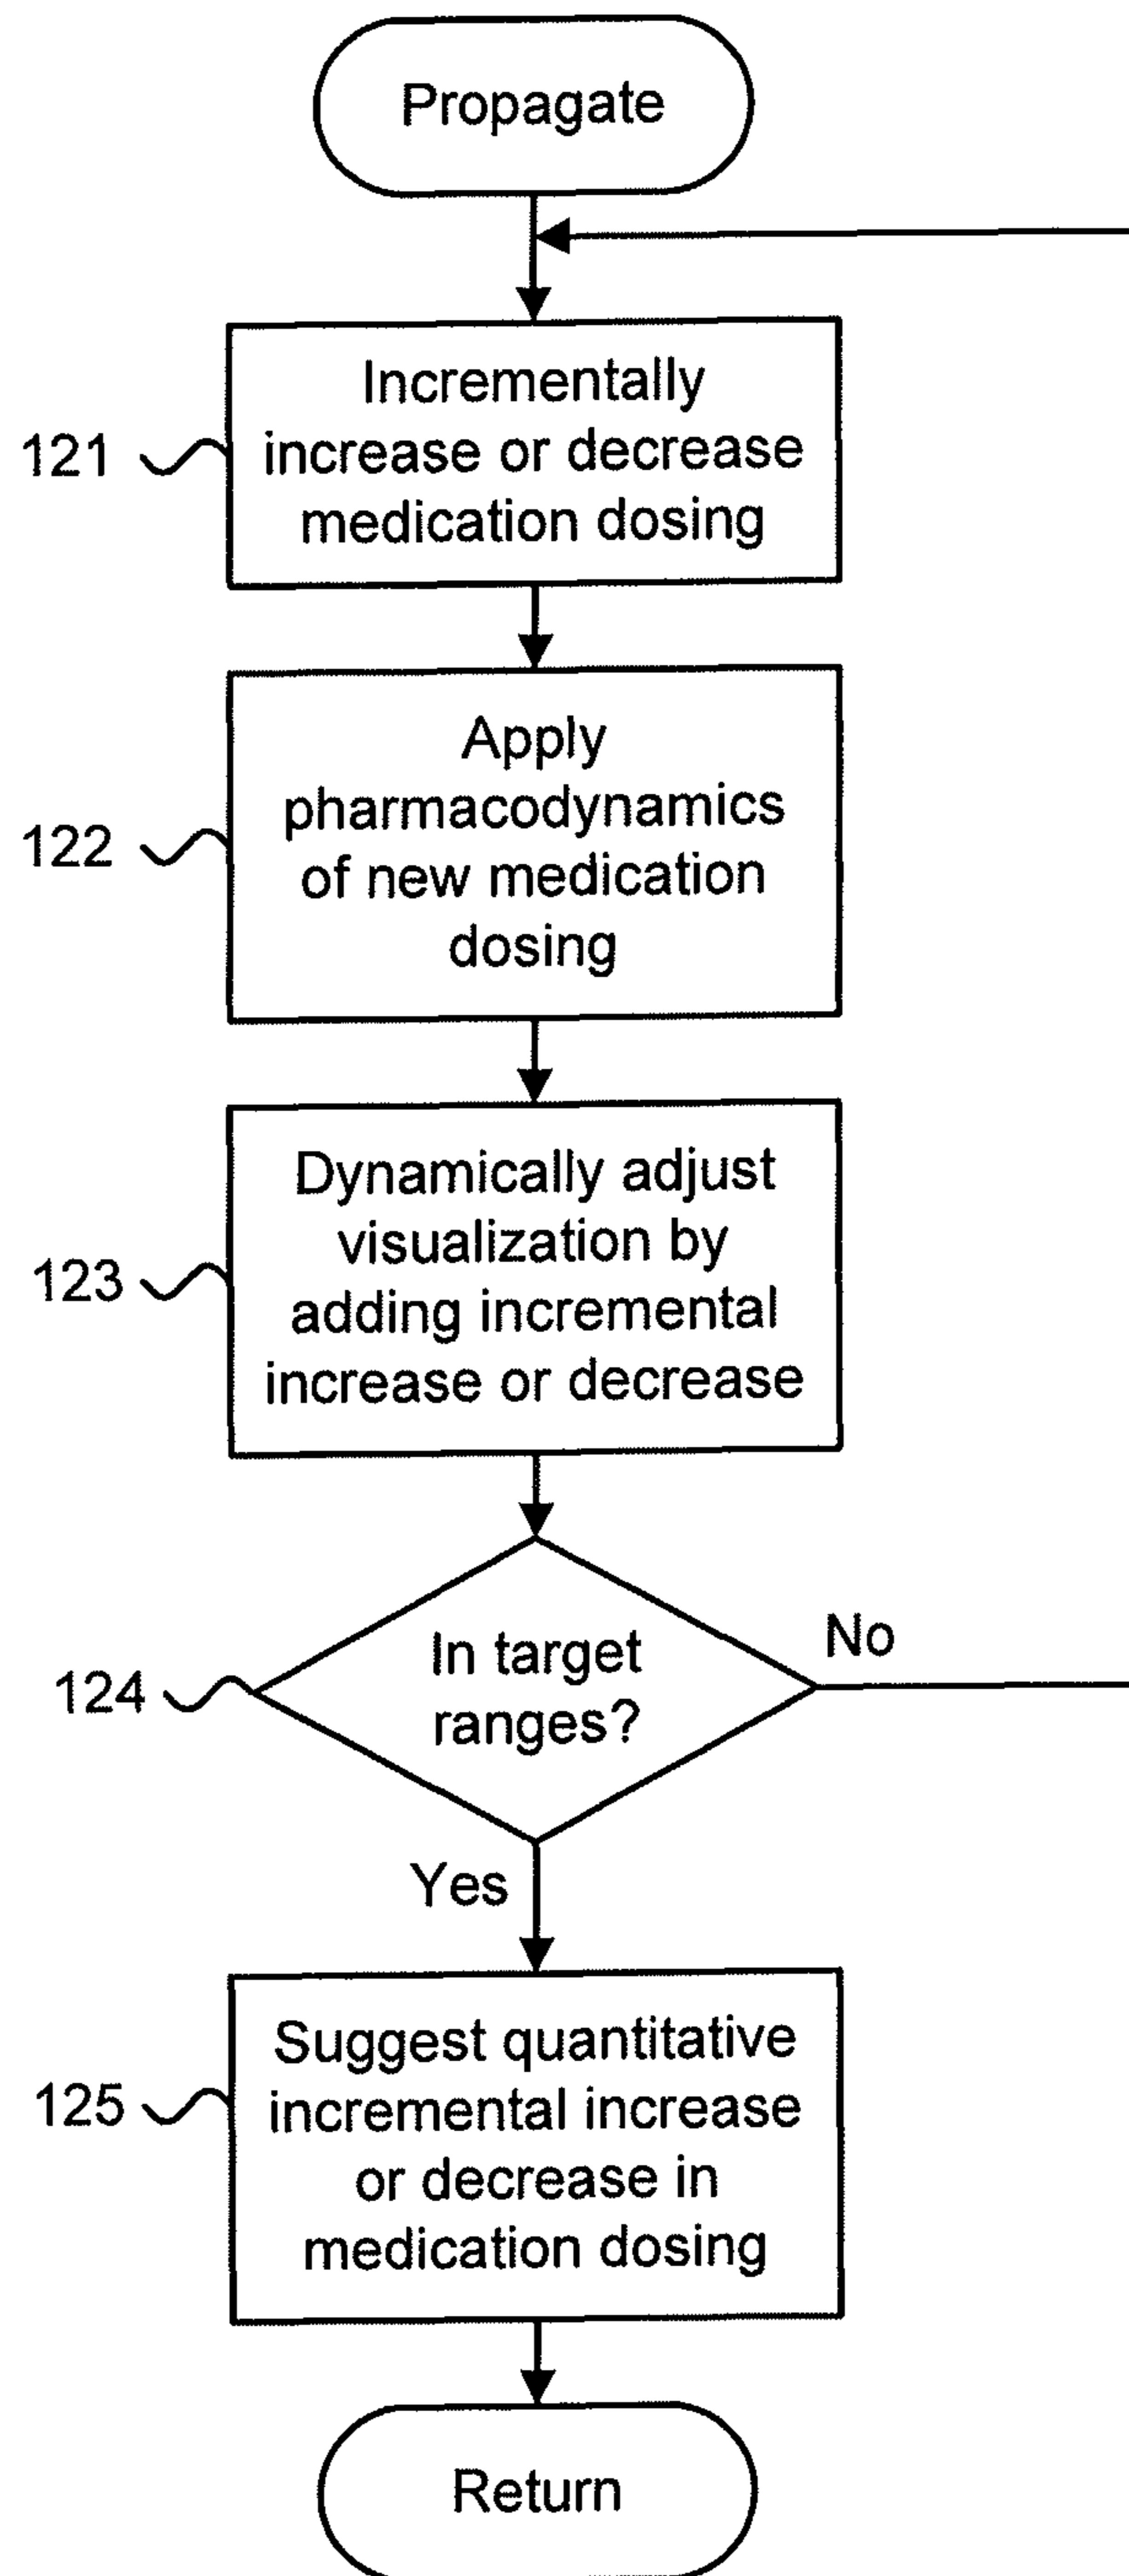 Propagate
Incrementally
increase or decrease
medication dosing
121
Apply
pharmacodynamics
of new medication
dosing
122
Dynamically adjust
visualization by
adding incremental
increase or decrease
123
In target
ranges?
124
No
Yes
Suggest quantitative
incremental increase
or decrease in
medication dosing
125
Return